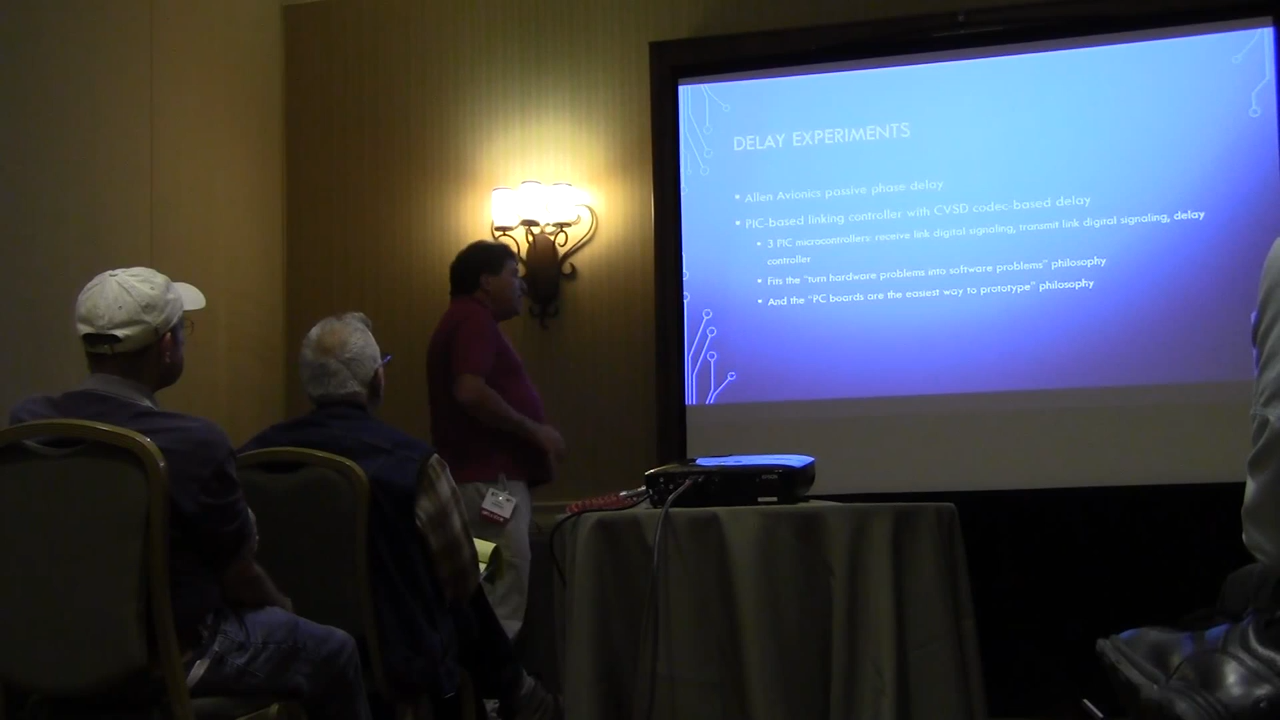 DELAY EXPERIMENTS
▪ Allen Avionics passive phase delay
▪ PIC-based linking controller with CVSD codec-based delay
▪ 3 PIC microcontrollers: receive link digital signaling, transmit link digital signaling, delay
controller
▪ Fits the "turn hardware problems into software problems" philosophy
▪ And the "PC boards are the easiest way to prototype" philosophy